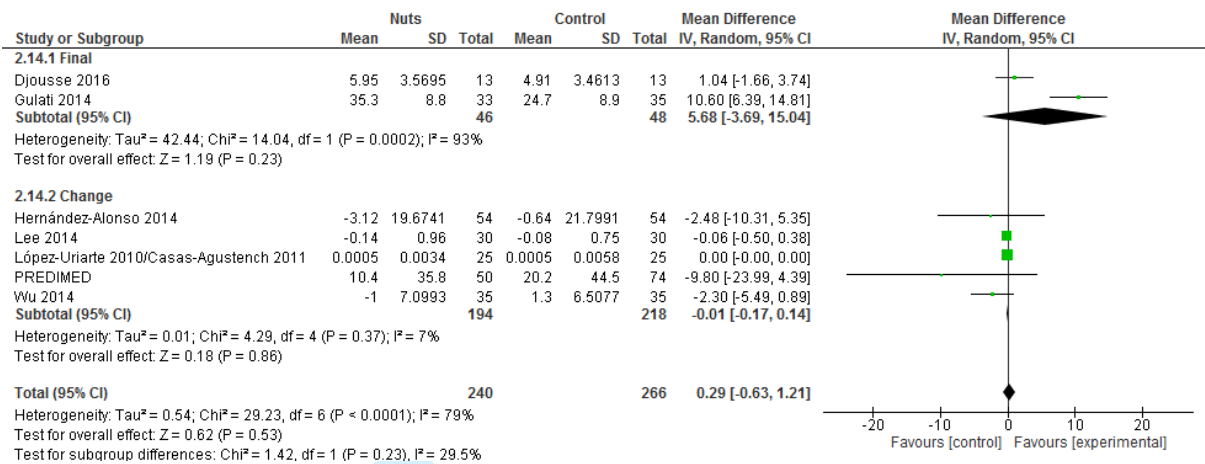 Nuts Control Mean Difference Mean Difference
Study or Subgroup Mean SD Total Mean SD Total IV, Random, 95% CI IV, Random, 95% CI
2.14.1 Final
Djousse 2016 5.95 3.5695 13 4.91 3.4613 13 1.04 [-1.66, 3.74]
Gulati 2014 35.3 8.8 33 24.7 8.9 35 10.60 [6.39, 14.81]
Subtotal (95% CI) 46 48 5.68 [-3.69, 15.04]
Heterogeneity: Tau² = 42.44; Chi² = 14.04, df = 1 (P = 0.0002); I² = 93%
Test for overall effect: Z = 1.19 (P = 0.23)
2.14.2 Change
Hernández-Alonso 2014 -3.12 19.6741 54 -0.64 21.7991 54 -2.48 [-10.31, 5.35]
Lee 2014 -0.14 0.96 30 -0.08 0.75 30 -0.06 [-0.50, 0.38]
López-Uriarte 2010/Casas-Agustench 2011 0.0005 0.0034 25 0.0005 0.0058 25 0.00 [-0.00, 0.00]
PREDIMED 10.4 35.8 50 20.2 44.5 74 -9.80 [-23.99, 4.39]
Wu 2014 -1 7.0993 35 1.3 6.5077 35 -2.30 [-5.49, 0.89]
Subtotal (95% CI) 194 218 -0.01 [-0.17, 0.14]
Heterogeneity: Tau² = 0.01; Chi² = 4.29, df = 4 (P = 0.37); I² = 7%
Test for overall effect: Z = 0.18 (P = 0.86)
Total (95% CI) 240 266 0.29 [-0.63, 1.21]
Heterogeneity: Tau² = 0.54; Chi² = 29.23, df = 6 (P < 0.0001); I² = 79%
Test for overall effect: Z = 0.62 (P = 0.53)
Test for subgroup differences: Chi² = 1.42, df = 1 (P = 0.23), I² = 29.5%
-20 -10 0 10 20
Favours [control] Favours [experimental]